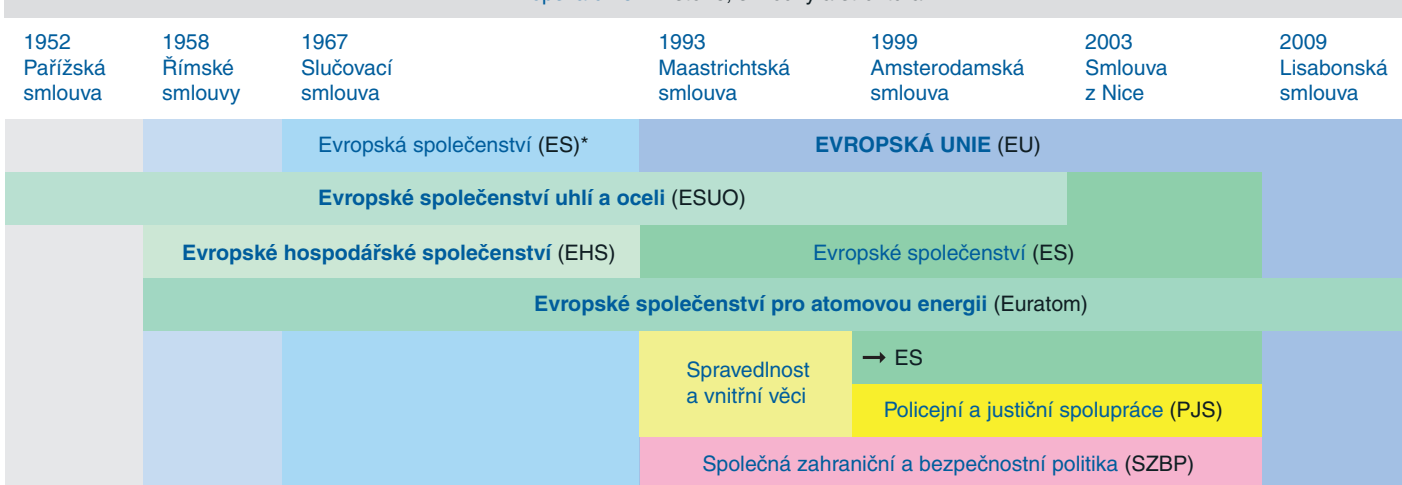 1952
Pařížská
smlouva
1958
Římské
smlouvy
1967
Slučovací
smlouva
1993
Maastrichtská
smlouva
1999
Amsterodamská
smlouva
2003
Smlouva
z Nice
2009
Lisabonská
smlouva
Evropská společenství (ES)*
EVROPSKÁ UNIE (EU)
Evropské společenství uhlí a oceli (ESUO)
Evropské hospodářské společenství (EHS)
Evropské společenství (ES)
Evropské společenství pro atomovou energii (Euratom)
Spravedlnost
a vnitřní věci
→ ES
Policejní a justiční spolupráce (PJS)
Společná zahraniční a bezpečnostní politika (SZBP)